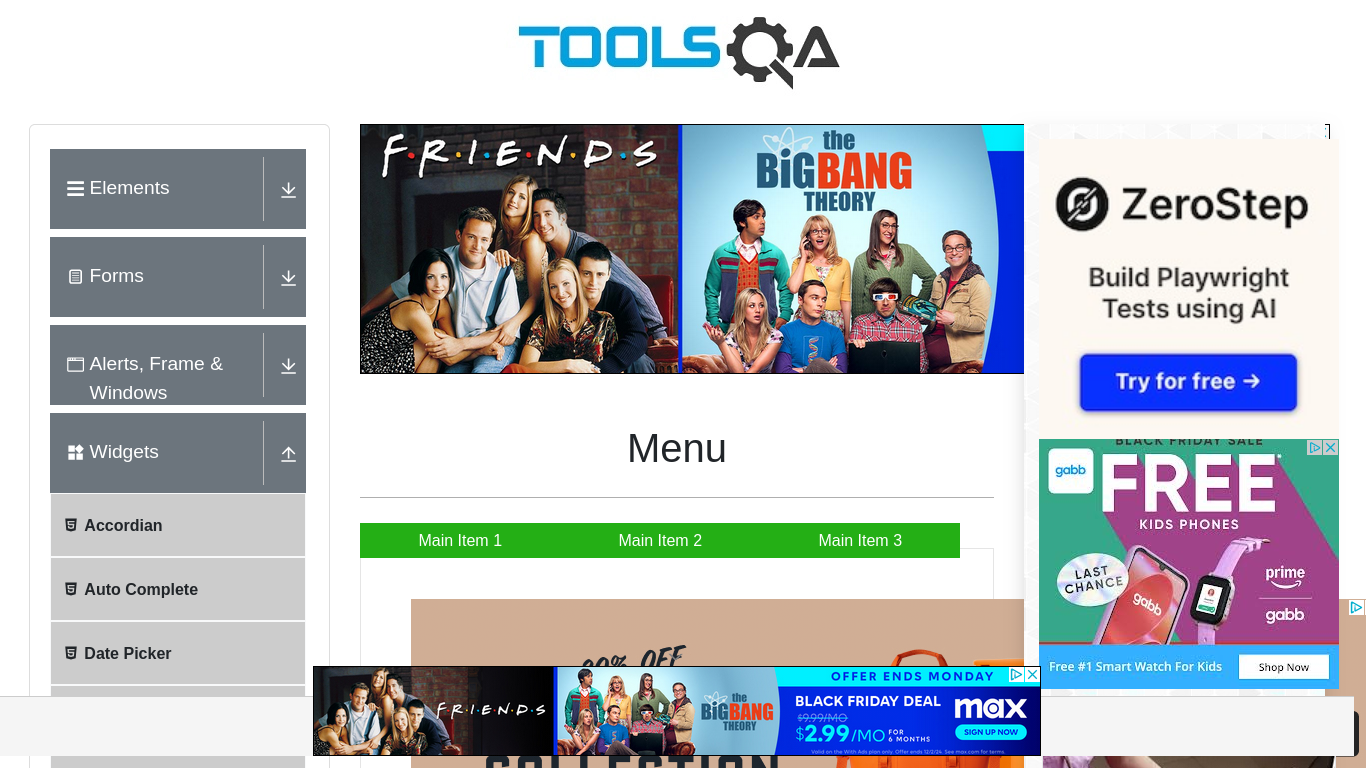 TOOLSQA
Elements
Forms
Alerts, Frame &
Windows
Widgets
Accordian
Auto Complete
Date Picker
F·R·I·E·N·D·S
the
BiG BANG
THEORY
Menu
Main Item 1
Main Item 2
Main Item 3
ZeroStep
Build Playwright
Tests using AI
Try for free →
BLACK FRIDAY SALE
gabb
FREE
KIDS PHONES
LAST
CHANCE
gabb
prime
gabb
Free #1 Smart Watch For Kids
Shop Now
OFF
COLLECTION
F·R·I·E·N·D·S
the
BiG BANG
THEORY
OFFER ENDS MONDAY
BLACK FRIDAY DEAL
$9.99/MO
$2.99/MO FOR
6 MONTHS
max
SIGN UP NOW
Valid on the With Ads plan only. Offer ends 12/2/24. See max.com for terms.